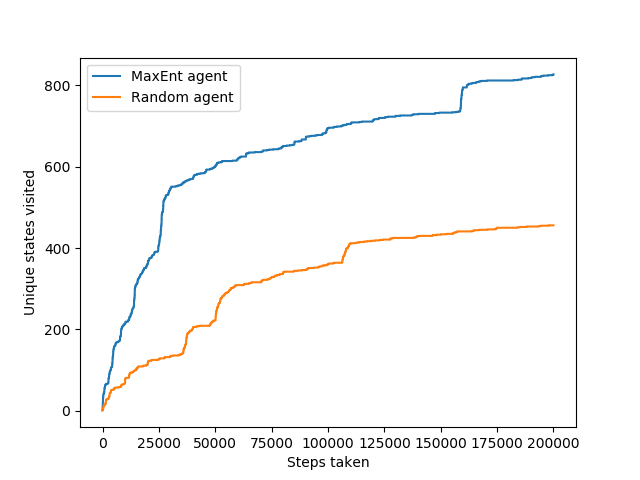 MaxEnt agent
Random agent
Unique states visited
800
600
400
200
0
0 25000 50000 75000 100000 125000 150000 175000 200000
Steps taken